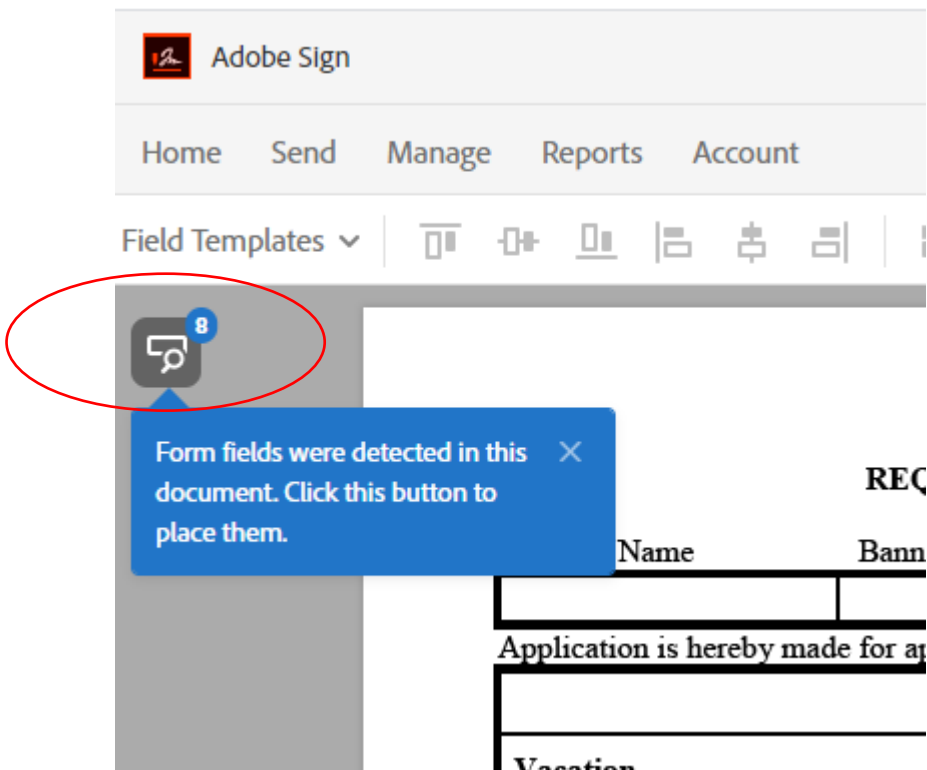 Adobe Sign
Home Send Manage Reports Account
Field Templates
8
Form fields were detected in this
document. Click this button to
place them.
REQ
Name Bann
Application is hereby made for ap
Vacation